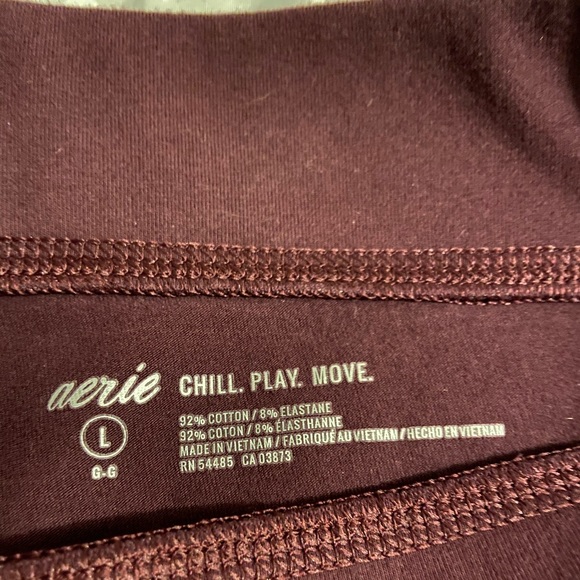 aerie CHILL. PLAY. MOVE.
L
G-G
92% COTTON / 8% ELASTANE
92% COTON / 8% ÉLASTHANNE
MADE IN VIETNAM / FABRIQUÉ AU VIETNAM / HECHO EN VIETNAM
RN 54485 CA 03873